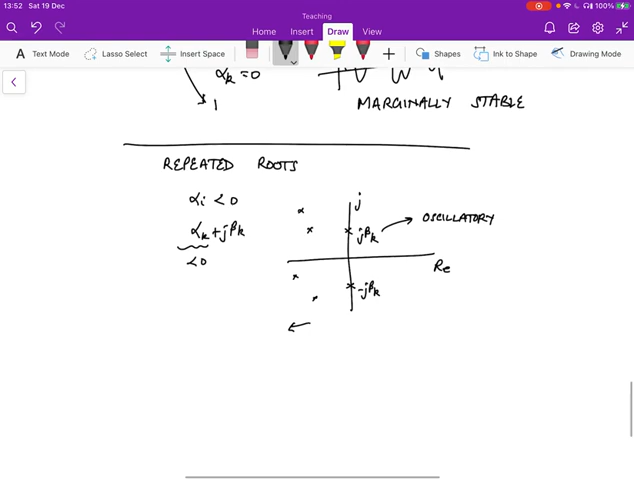 13:52 Sat 19 Dec
Teaching
100%
Home Insert Draw View
A Text Mode Lasso Select Insert Space + Shapes Ink to Shape Drawing Mode
αk = 0
1
MARGINALLY STABLE
REPEATED ROOTS
αi < 0
αk + jβk
< 0
j
jβk
OSCILLATORY
Re
-jβk